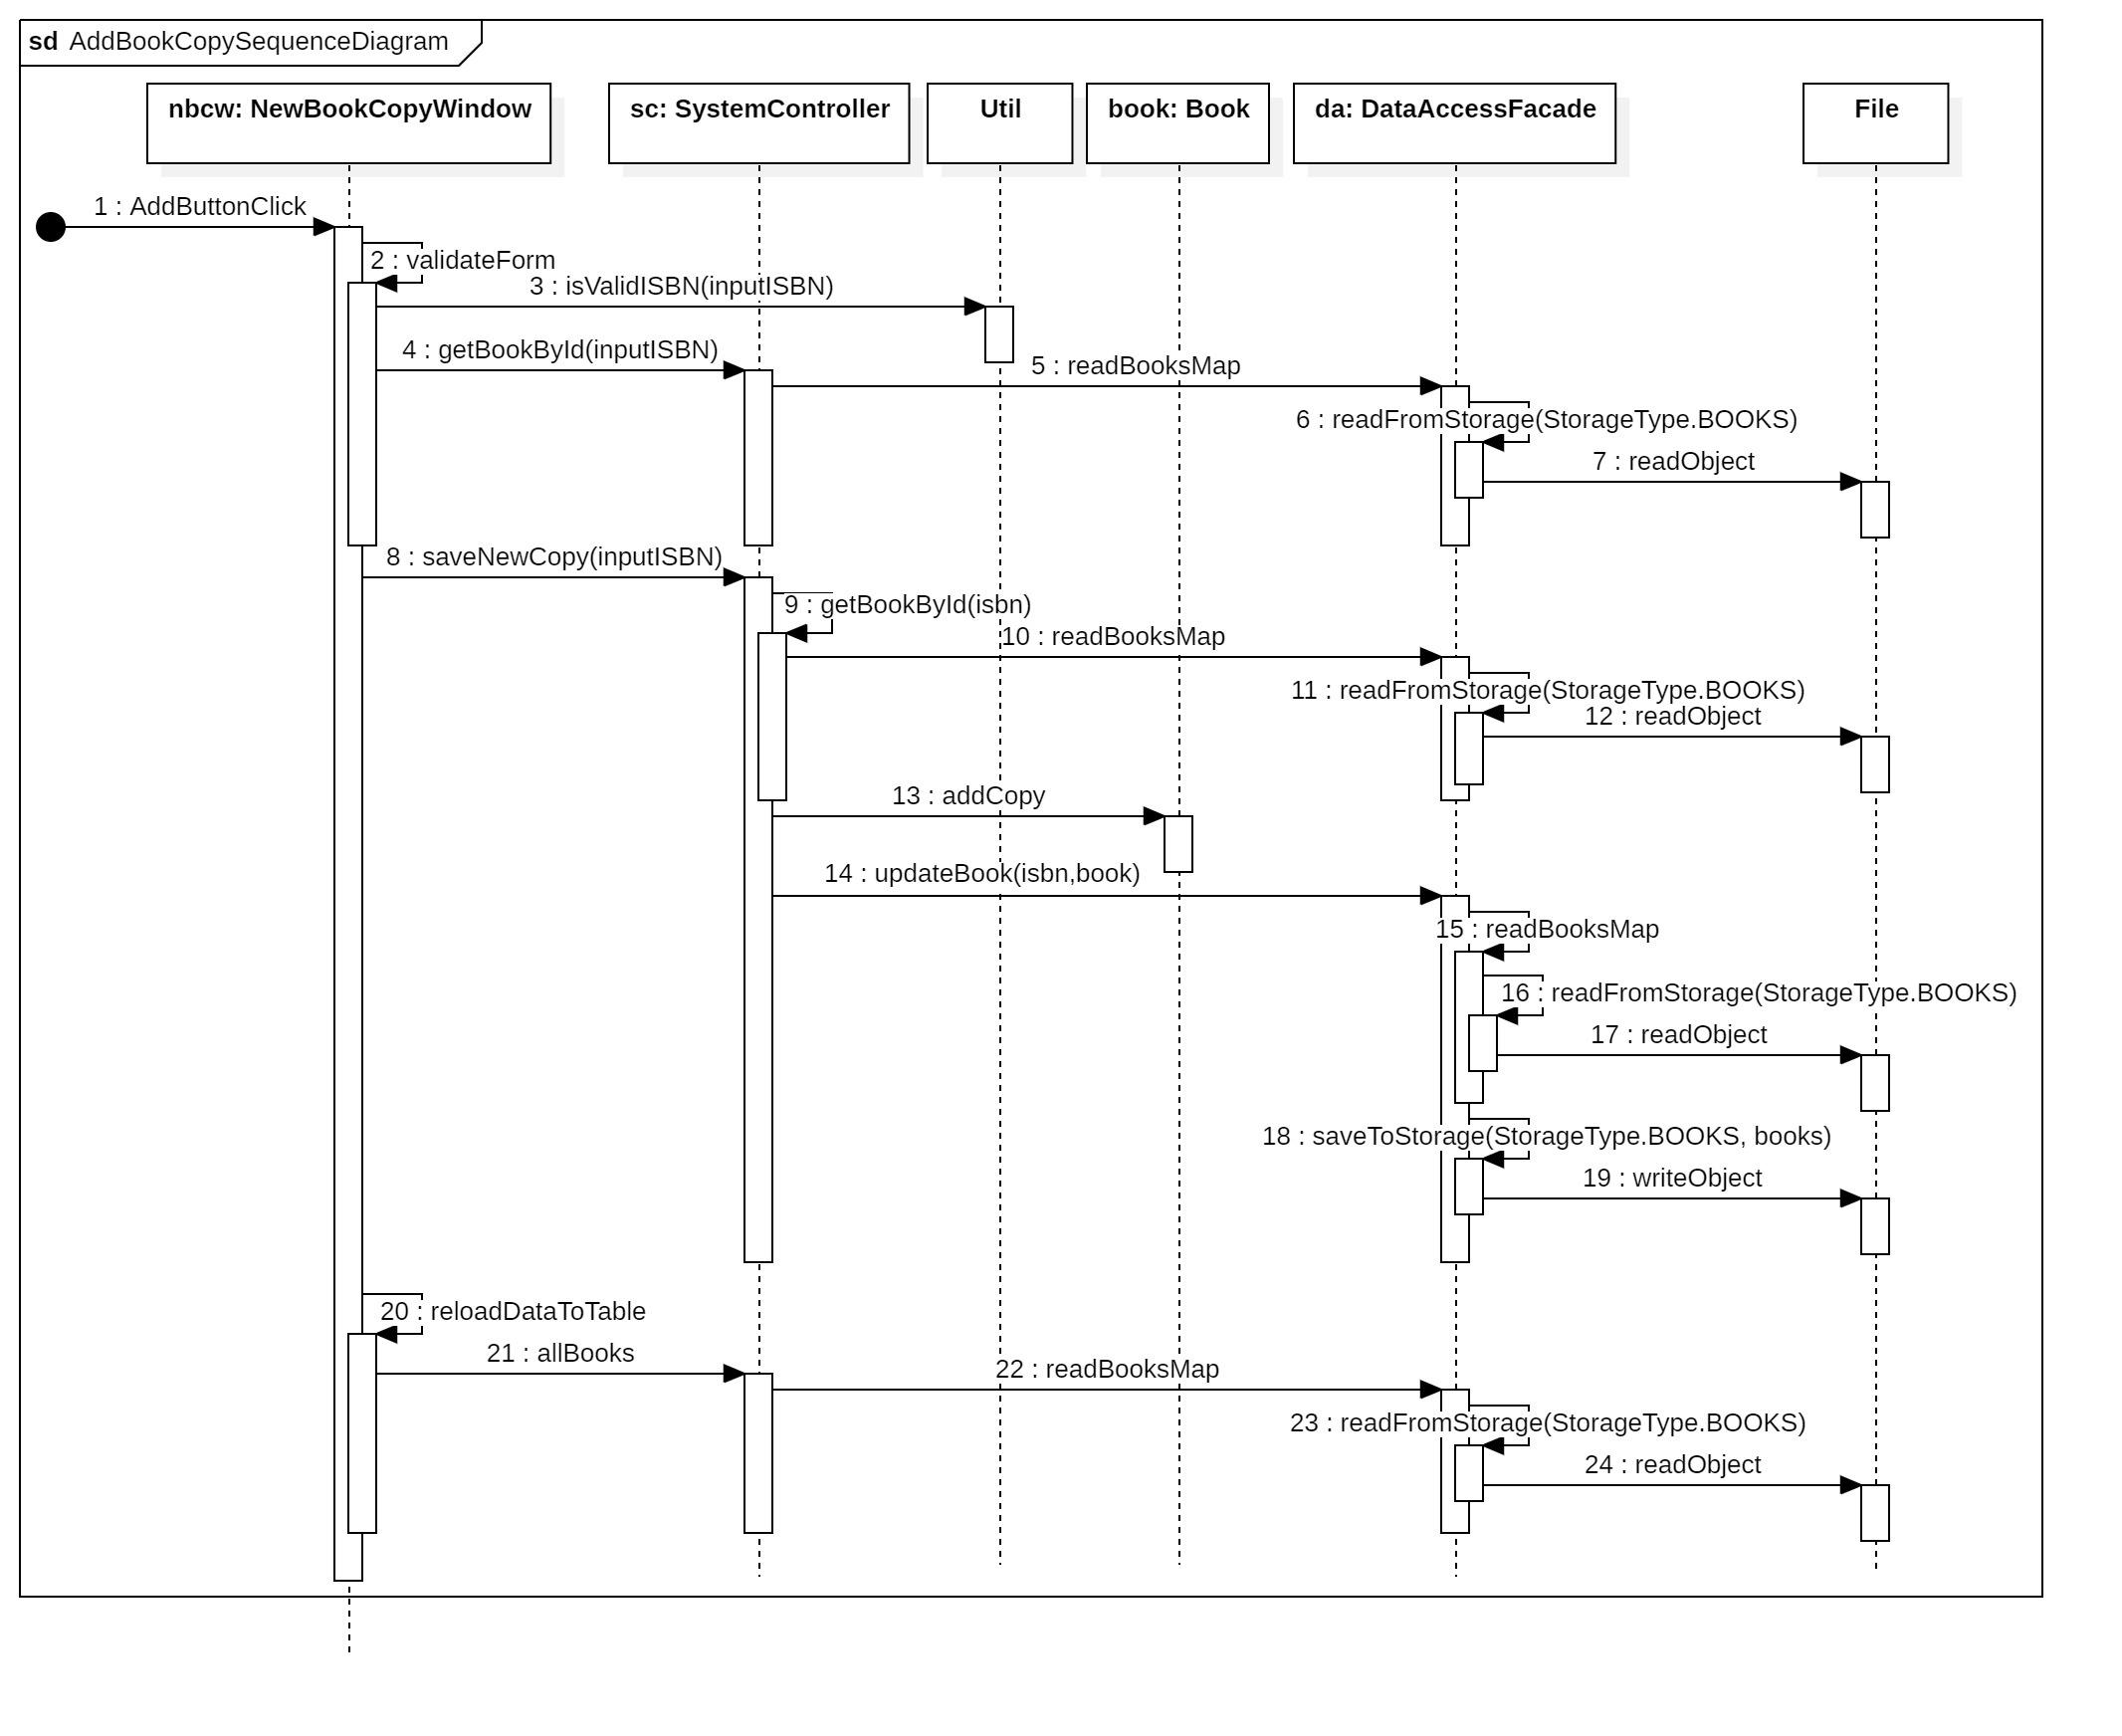 sd AddBookCopySequenceDiagram
nbcw: NewBookCopyWindow
sc: SystemController
Util
book: Book
da: DataAccessFacade
File
1 : AddButtonClick
2 : validateForm
3 : isValidISBN(inputISBN)
4 : getBookById(inputISBN)
5 : readBooksMap
6 : readFromStorage(StorageType.BOOKS)
7 : readObject
8 : saveNewCopy(inputISBN)
9 : getBookById(isbn)
10 : readBooksMap
11 : readFromStorage(StorageType.BOOKS)
12 : readObject
13 : addCopy
14 : updateBook(isbn,book)
15 : readBooksMap
16 : readFromStorage(StorageType.BOOKS)
17 : readObject
18 : saveToStorage(StorageType.BOOKS, books)
19 : writeObject
20 : reloadDataToTable
21 : allBooks
22 : readBooksMap
23 : readFromStorage(StorageType.BOOKS)
24 : readObject